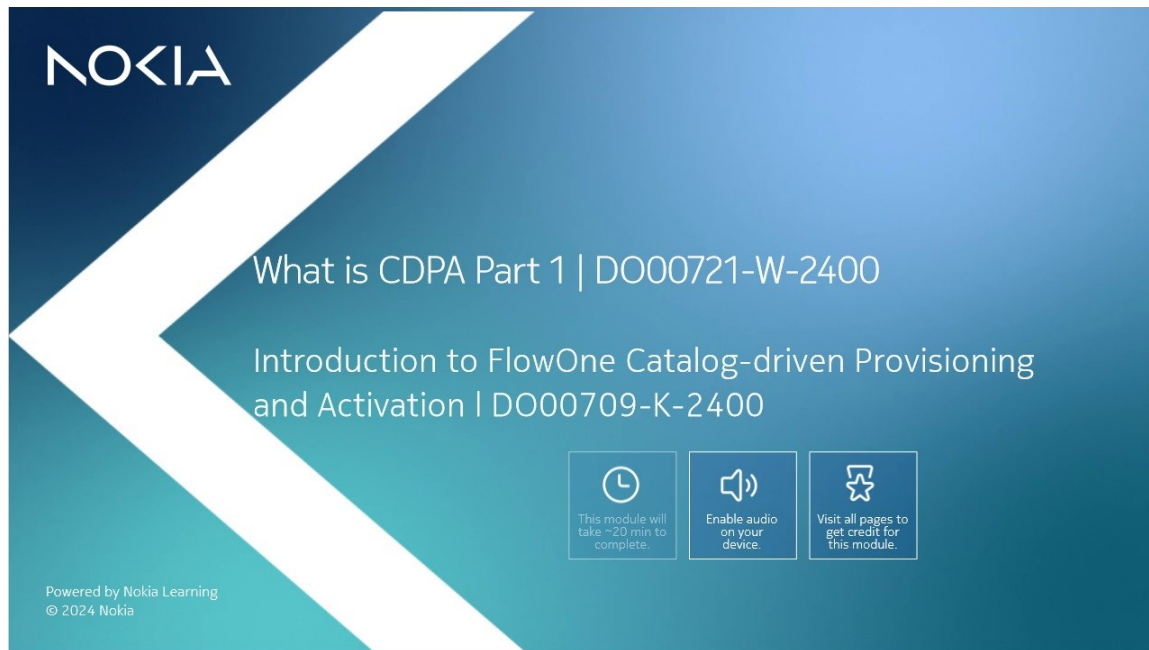 NOKIA
What is CDPA Part 1 | DO00721-W-2400
Introduction to FlowOne Catalog-driven Provisioning
and Activation | DO00709-K-2400
This module will
take ~20 min to
complete.
Enable audio
on your
device.
Visit all pages to
get credit for
this module.
Powered by Nokia Learning
© 2024 Nokia